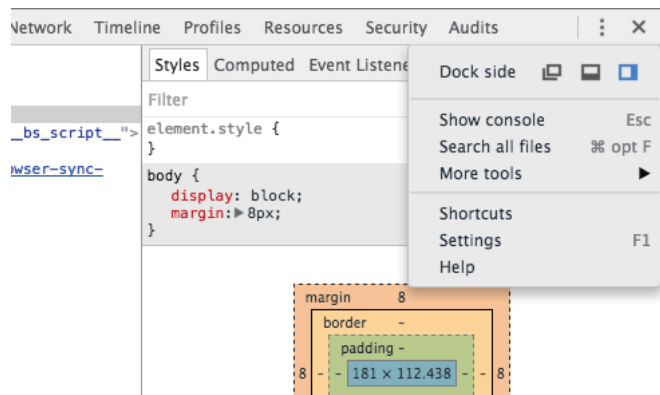 Network Timeline Profiles Resources Security Audits
Styles Computed Event Listene
Dock side
Filter
Show console Esc
Search all files ⌘ opt F
More tools ▶
Shortcuts
Settings F1
Help
__bs_script__">
owser-sync-
element.style {
}
body {
display: block;
margin:▶8px;
}
margin 8
border -
padding -
8 - - 181 × 112.438 - - 8